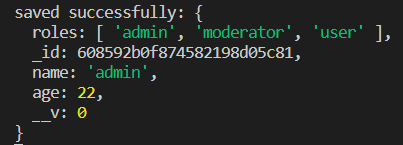 saved successfully: {
  roles: [ 'admin', 'moderator', 'user' ],
  _id: 608592b0f874582198d05c81,
  name: 'admin',
  age: 22,
  __v: 0
}